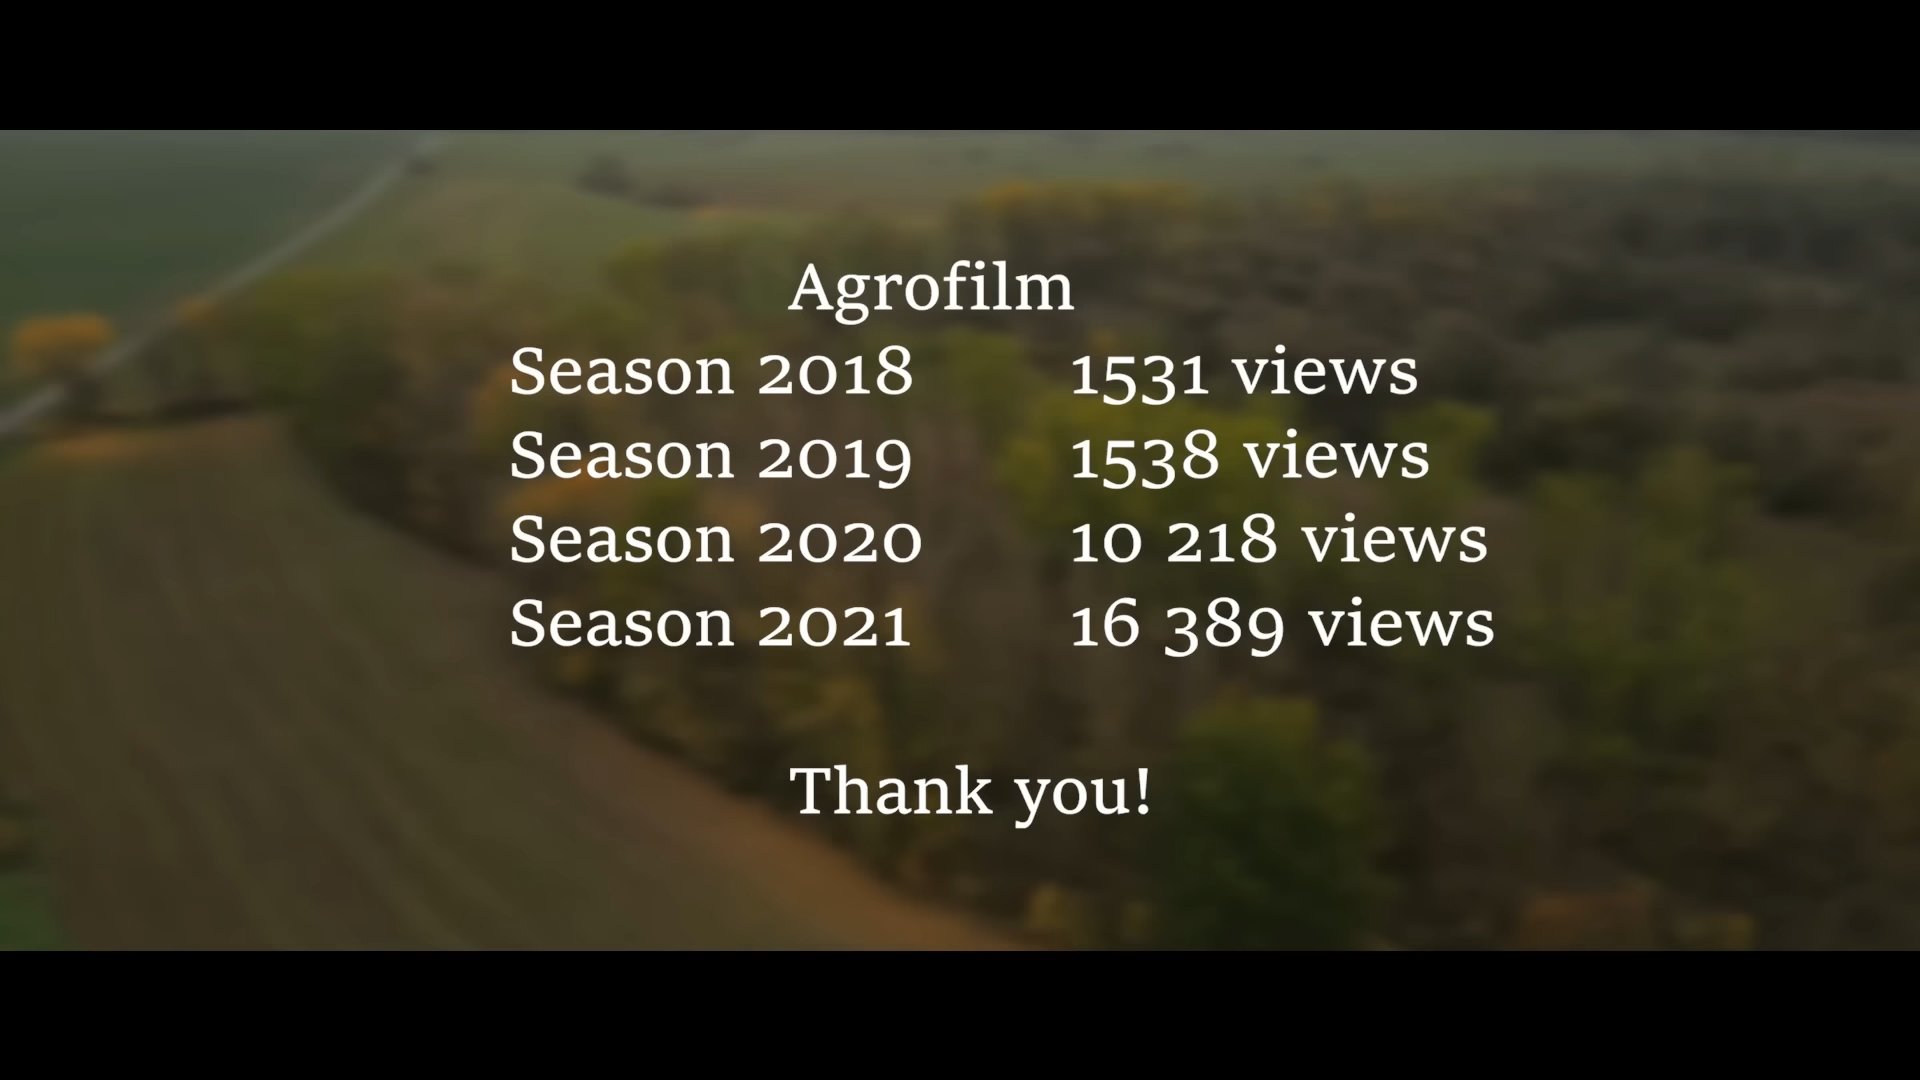 Agrofilm
Season 2018 1531 views
Season 2019 1538 views
Season 2020 10 218 views
Season 2021 16 389 views
Thank you!